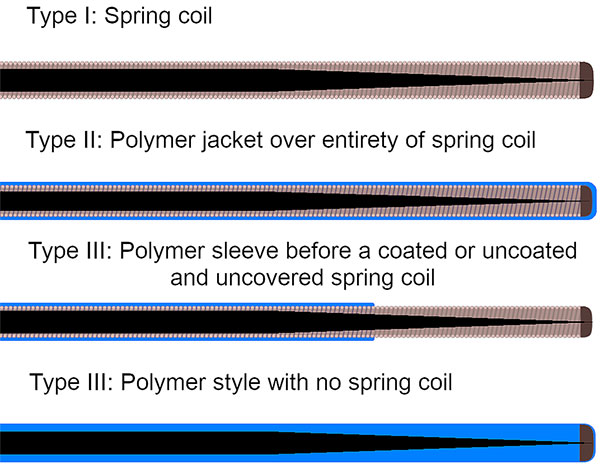 Type I: Spring coil
Type II: Polymer jacket over entirety of spring coil
Type III: Polymer sleeve before a coated or uncoated
and uncovered spring coil
Type III: Polymer style with no spring coil